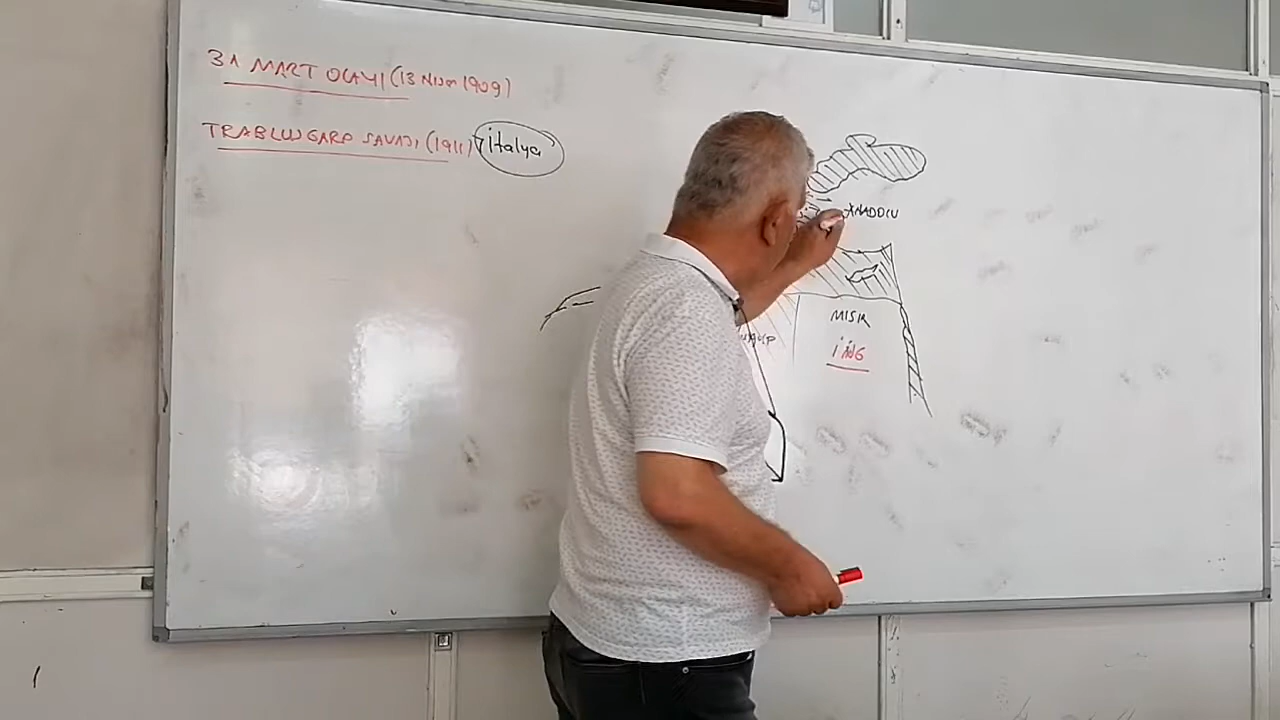 31 MART OLAYI (13 Nisan 1909)
TRABLUSGARP SAVAŞI (1911) İtalya
ANADOLU
MISIR
İNG